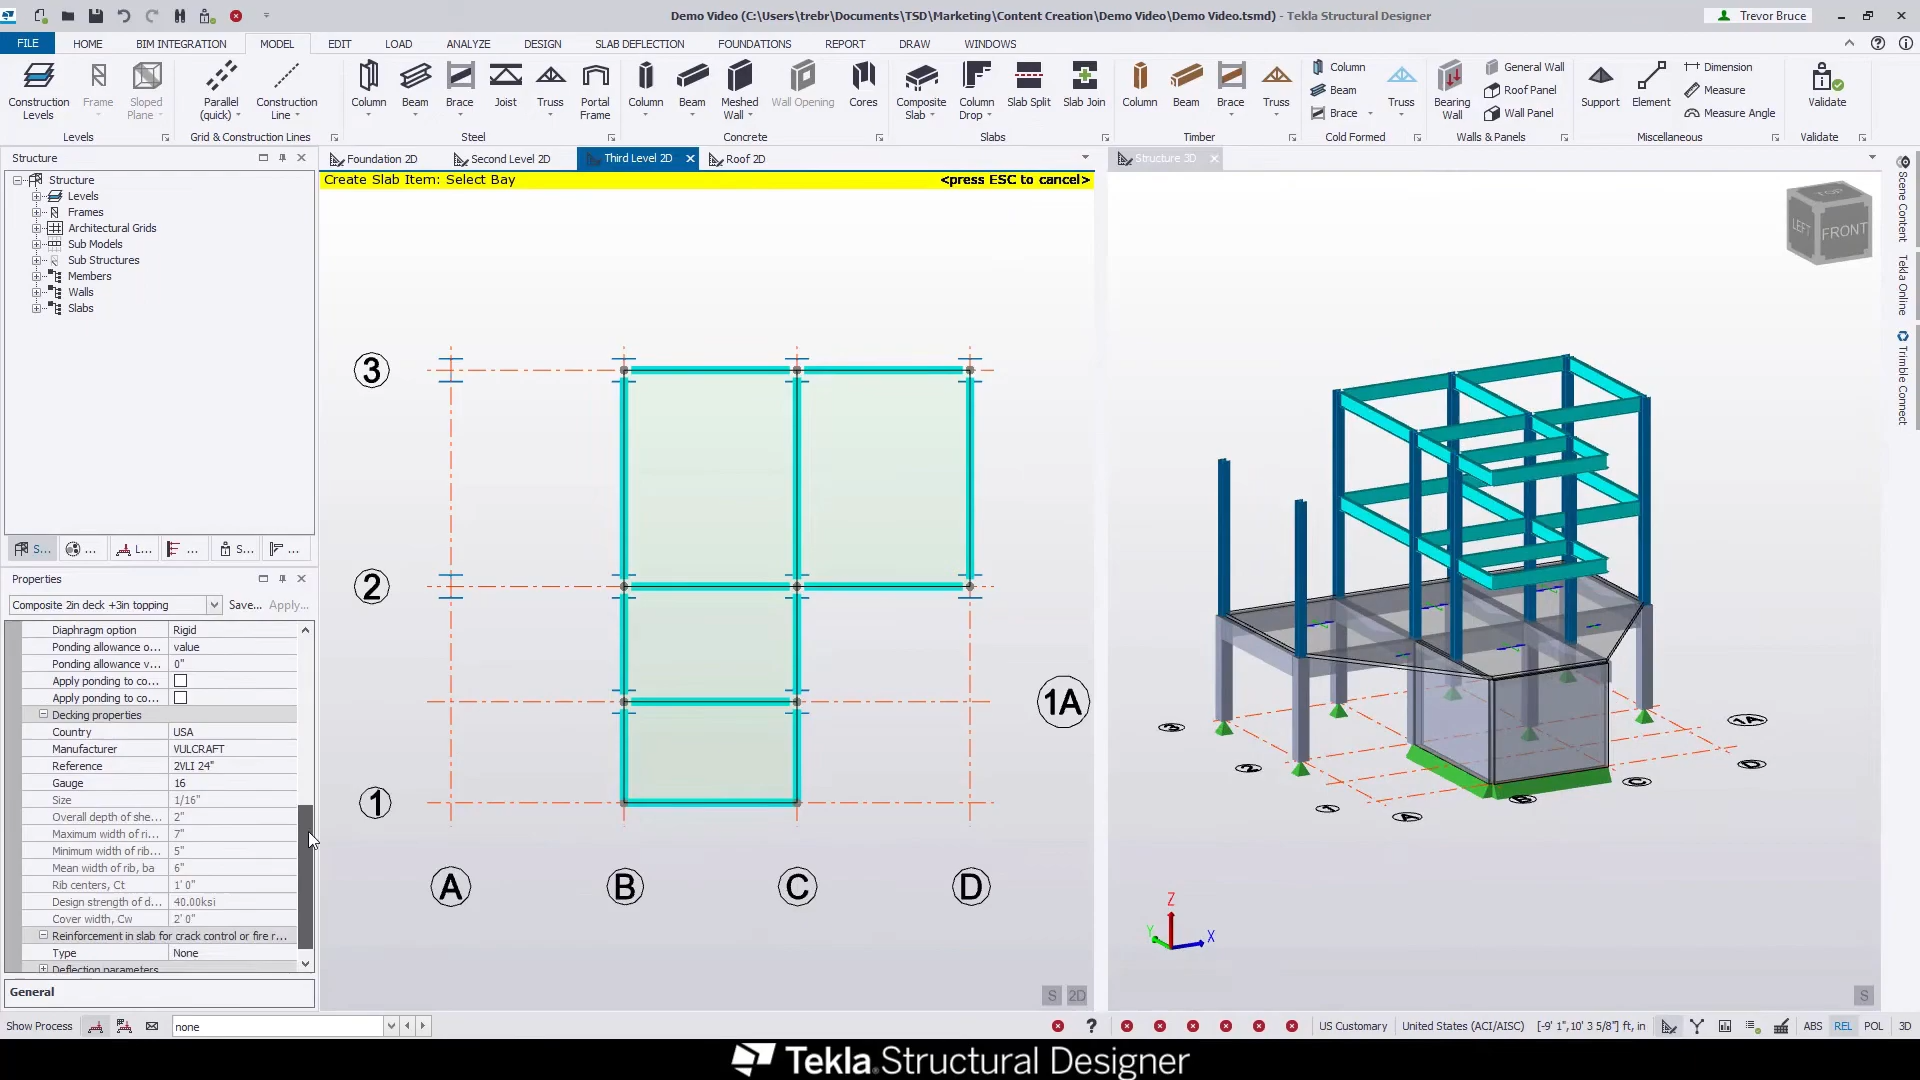 Demo Video (C:\Users\trebr\Documents\TSD\Marketing\Content Creation\Demo Video\Demo Video.tsmd) - Tekla Structural Designer
Trevor Bruce
FILE HOME BIM INTEGRATION MODEL EDIT LOAD ANALYZE DESIGN SLAB DEFLECTION FOUNDATIONS REPORT DRAW WINDOWS
Construction Levels
Frame
Sloped Plane
Levels
Parallel (quick)
Construction Line
Grid & Construction Lines
Column
Beam
Brace
Joist
Truss
Portal Frame
Steel
Column
Beam
Meshed Wall
Wall Opening
Cores
Concrete
Composite Slab
Column Drop
Slab Split
Slab Join
Slabs
Column
Beam
Brace
Truss
Timber
Column
Beam
Brace
Truss
Cold Formed
Bearing Wall
General Wall
Roof Panel
Wall Panel
Walls & Panels
Support
Element
Dimension
Measure
Measure Angle
Miscellaneous
Validate
Validate
Structure
Structure
Levels
Frames
Architectural Grids
Sub Models
Sub Structures
Members
Walls
Slabs
S...
...
L...
...
S...
...
Foundation 2D
Second Level 2D
Third Level 2D
Roof 2D
Create Slab Item: Select Bay
<press ESC to cancel>
3
2
1A
1
A B C D
S 2D
Structure 3D
TOP
LEFT
FRONT
3
2
1
A
B
C
D
1A
Z
Y
X
S
Scene Content
Tekla Online
Trimble Connect
Properties
Composite 2in deck +3in topping
Save...
Apply...
Diaphragm option Rigid
Ponding allowance o... value
Ponding allowance v... 0"
Apply ponding to co...
Apply ponding to co...
Decking properties
Country USA
Manufacturer VULCRAFT
Reference 2VLI 24"
Gauge 16
Size 1/16"
Overall depth of she... 2"
Maximum width of ri... 7"
Minimum width of rib... 5"
Mean width of rib, ba 6"
Rib centers, Ct 1' 0"
Design strength of d... 40.00ksi
Cover width, Cw 2' 0"
Reinforcement in slab for crack control or fire r...
Type None
Deflection parameters
General
Show Process
none
US Customary
United States (ACI/AISC)
[-9' 1",10' 3 5/8"] ft, in
ABS REL POL 3D
Tekla Structural Designer